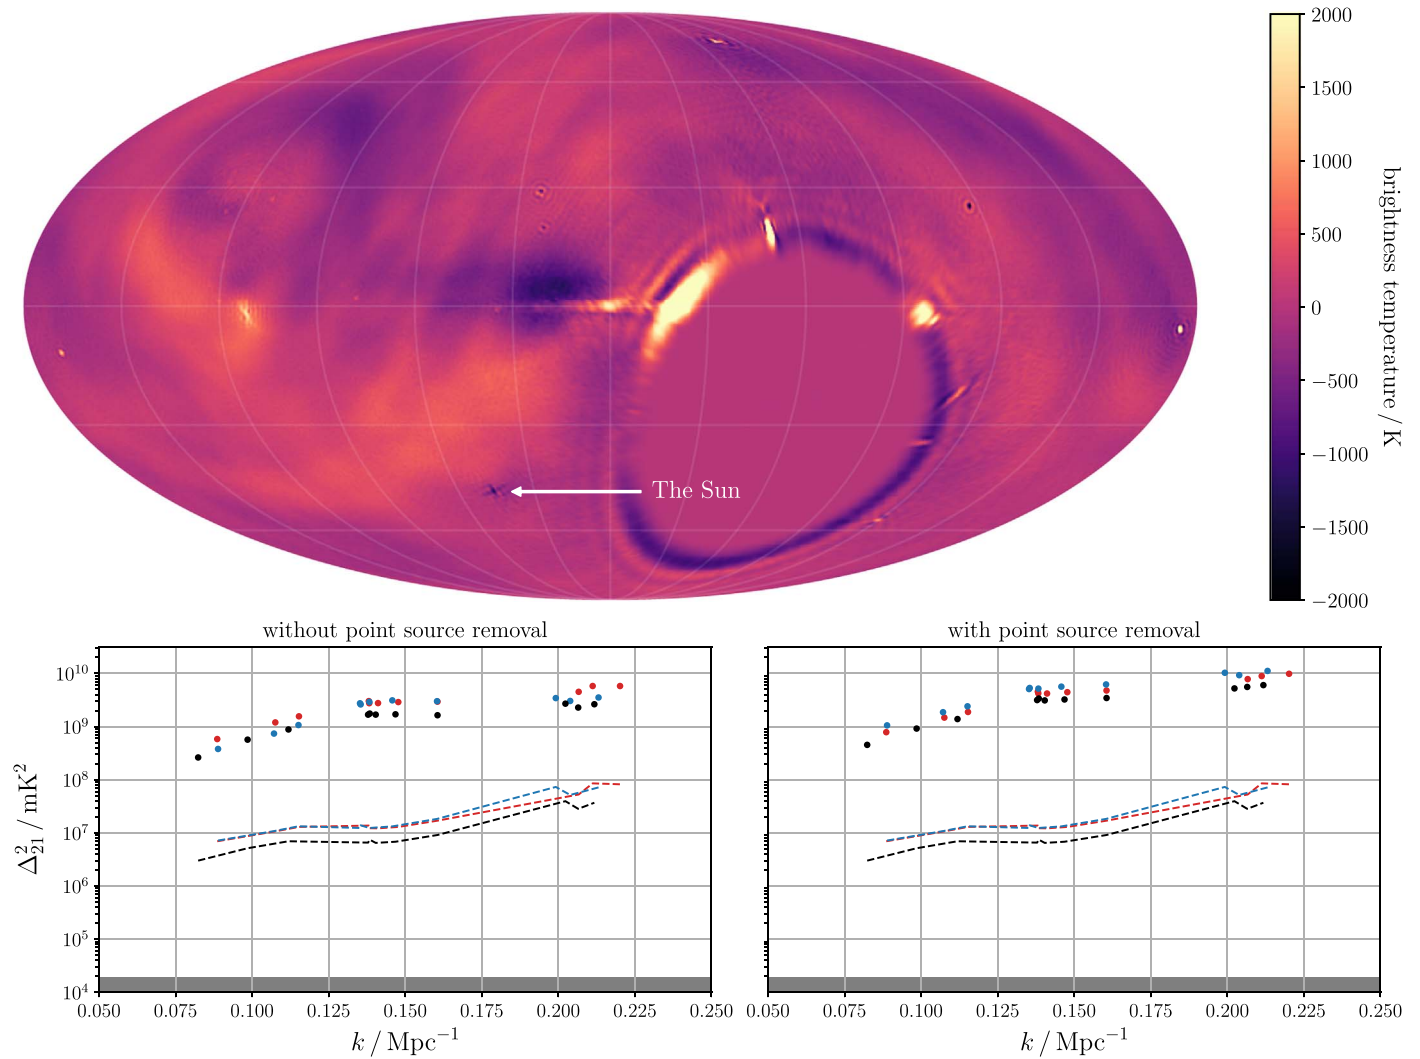 2000
1500
1000
500
0
−500
−1000
−1500
−2000
brightness temperature / K
The Sun
without point source removal
with point source removal
10^10
10^9
10^8
10^7
10^6
10^5
10^4
Δ²₂₁ / mK²
0.050 0.075 0.100 0.125 0.150 0.175 0.200 0.225 0.250
0.050 0.075 0.100 0.125 0.150 0.175 0.200 0.225 0.250
k / Mpc⁻¹
k / Mpc⁻¹